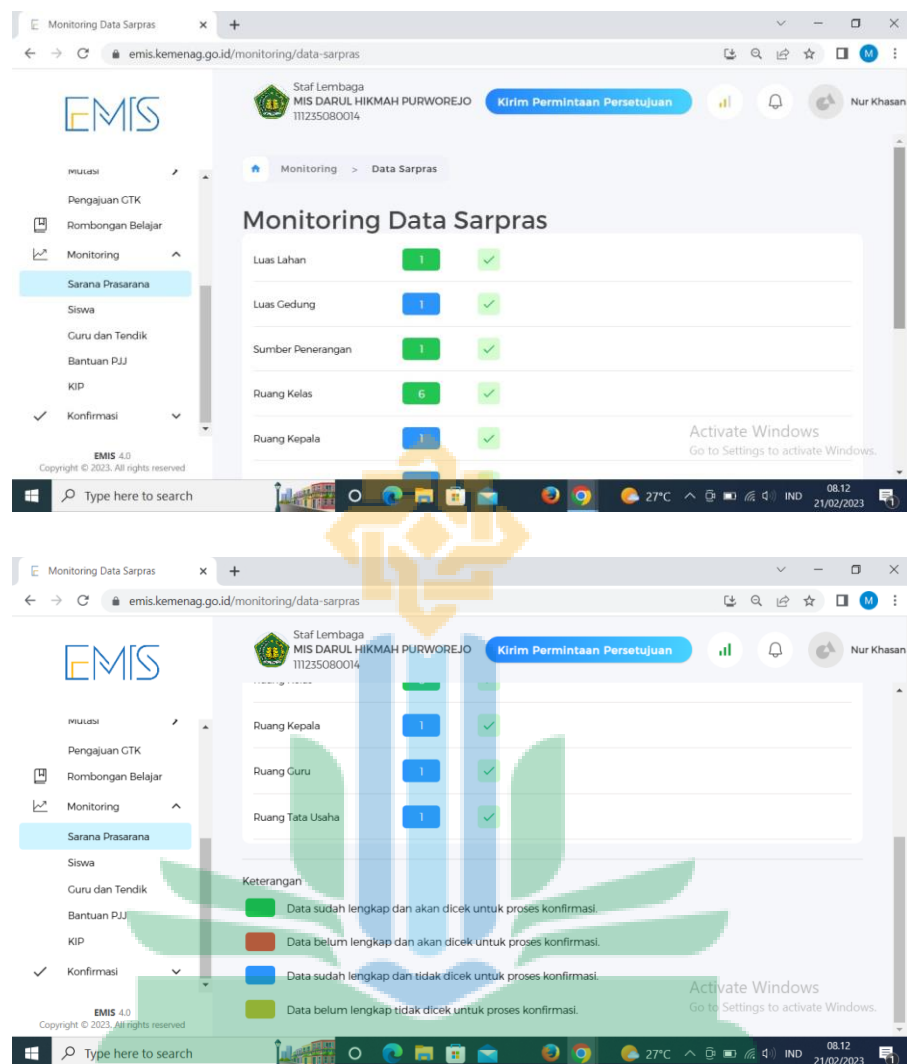 Monitoring Data Sarpras
emis.kemenag.go.id/monitoring/data-sarpras
M
EMIS
Staf Lembaga
MIS DARUL HIKMAH PURWOREJO
111235080014
Kirim Permintaan Persetujuan
Nur Khasan
Monitoring > Data Sarpras
Mutasi
Pengajuan GTK
Rombongan Belajar
Monitoring
Sarana Prasarana
Siswa
Guru dan Tendik
Bantuan PJJ
KIP
Konfirmasi
EMIS 4.0
Copyright © 2023. All rights reserved
Monitoring Data Sarpras
Luas Lahan 1
Luas Gedung 1
Sumber Penerangan 1
Ruang Kelas 6
Ruang Kepala 1
Activate Windows
Go to Settings to activate Windows.
Type here to search
27°C
IND
08.12
21/02/2023
1
Monitoring Data Sarpras
emis.kemenag.go.id/monitoring/data-sarpras
M
EMIS
Staf Lembaga
MIS DARUL HIKMAH PURWOREJO
111235080014
Kirim Permintaan Persetujuan
Nur Khasan
Mutasi
Pengajuan GTK
Rombongan Belajar
Monitoring
Sarana Prasarana
Siswa
Guru dan Tendik
Bantuan PJJ
KIP
Konfirmasi
EMIS 4.0
Copyright © 2023. All rights reserved
Ruang Kepala 1
Ruang Guru 1
Ruang Tata Usaha 1
Keterangan
Data sudah lengkap dan akan dicek untuk proses konfirmasi.
Data belum lengkap dan akan dicek untuk proses konfirmasi.
Data sudah lengkap dan tidak dicek untuk proses konfirmasi.
Data belum lengkap tidak dicek untuk proses konfirmasi.
Activate Windows
Go to Settings to activate Windows.
Type here to search
27°C
IND
08.12
21/02/2023
1